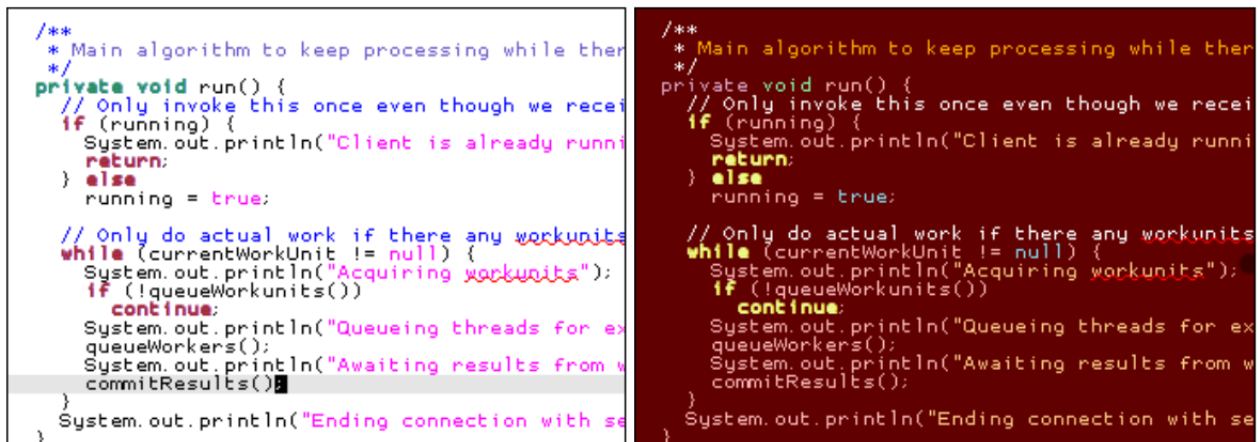 /**
 * Main algorithm to keep processing while ther
 */
private void run() {
  // Only invoke this once even though we recei
  if (running) {
    System.out.println("Client is already runni
    return;
  } else
    running = true;

  // Only do actual work if there any workunits
  while (currentWorkUnit != null) {
    System.out.println("Acquiring workunits");
    if (!queueWorkunits())
      continue;
    System.out.println("Queueing threads for ex
    queueWorkers();
    System.out.println("Awaiting results from w
    commitResults();
  }
  System.out.println("Ending connection with se
}
/**
 * Main algorithm to keep processing while ther
 */
private void run() {
  // Only invoke this once even though we recei
  if (running) {
    System.out.println("Client is already runni
    return;
  } else
    running = true;

  // Only do actual work if there any workunits
  while (currentWorkUnit != null) {
    System.out.println("Acquiring workunits");
    if (!queueWorkunits())
      continue;
    System.out.println("Queueing threads for ex
    queueWorkers();
    System.out.println("Awaiting results from w
    commitResults();
  }
  System.out.println("Ending connection with se
}